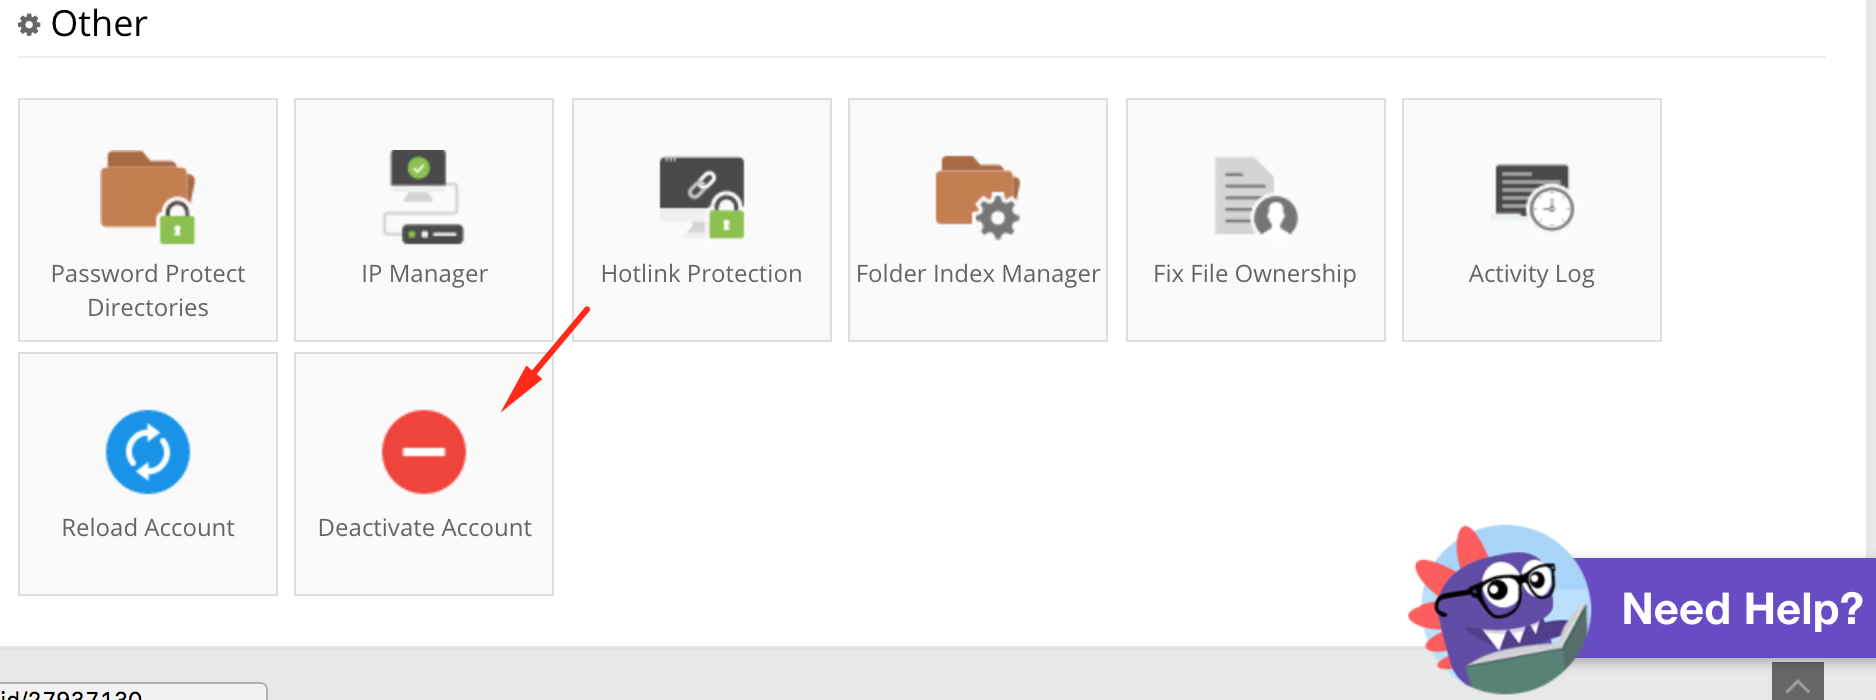 Other
Password Protect
Directories
IP Manager
Hotlink Protection
Folder Index Manager
Fix File Ownership
Activity Log
Reload Account
Deactivate Account
Need Help?
id/27937130